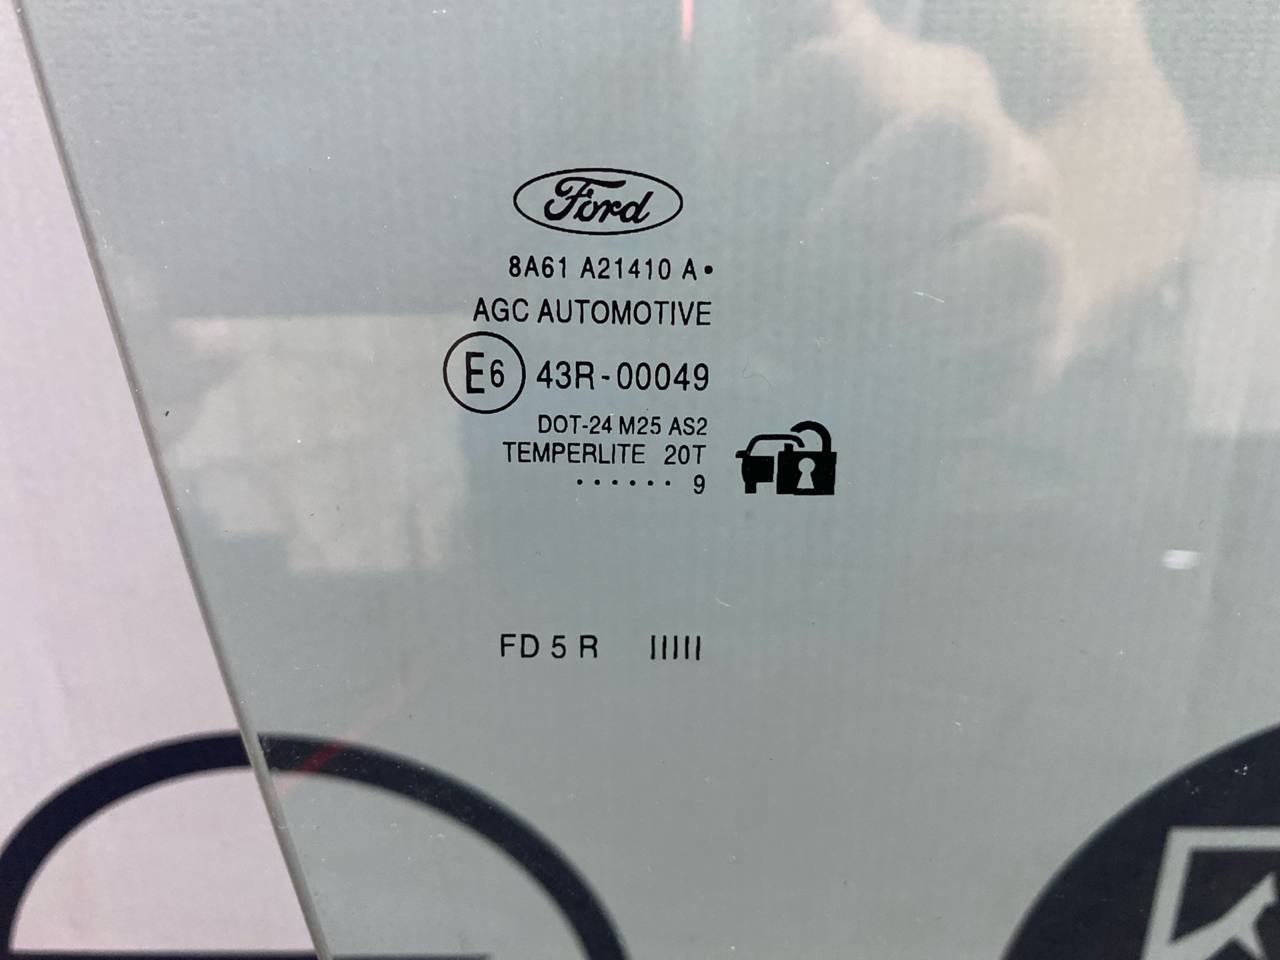 Ford
8A61 A21410 A•
AGC AUTOMOTIVE
E6 43R-00049
DOT-24 M25 AS2
TEMPERLITE 20T
······ 9
FD 5 R IIIII